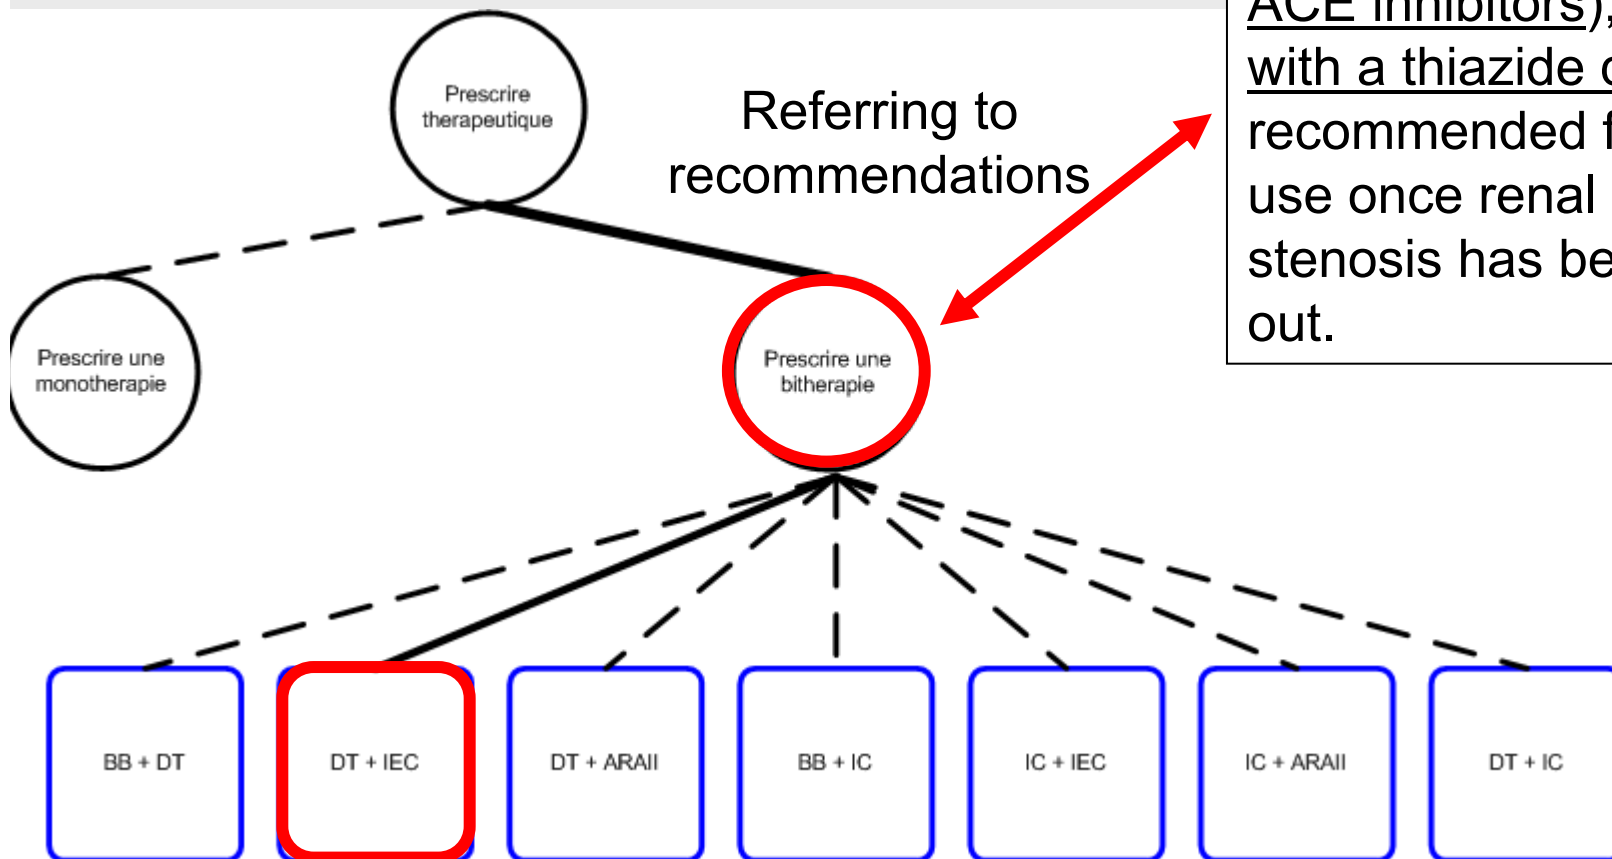 Prescrire
therapeutique
Referring to
recommendations
ACE inhibitors),
with a thiazide
recommended
use once renal
stenosis has
out.
Prescrire une
monotherapie
Prescrire une
bitherapie
BB + DT
DT + IEC
DT + ARAII
BB + IC
IC + IEC
IC + ARAII
DT + IC